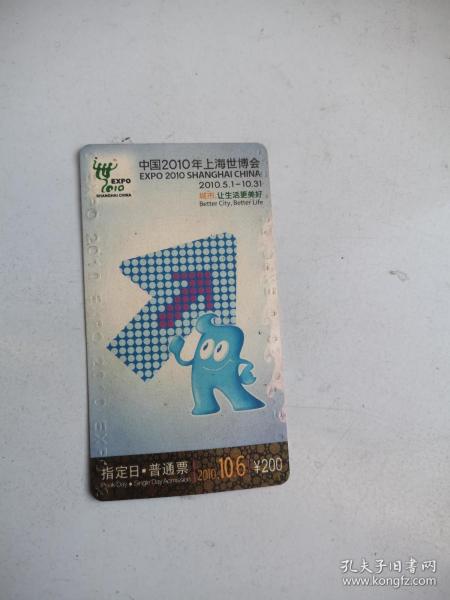 EXPO
2010
SHANGHAI CHINA
中国2010年上海世博会
EXPO 2010 SHANGHAI CHINA
2010.5.1-10.31
城市,让生活更美好
Better City, Better Life
指定日·普通票
Peak Day • Single Day Admission
2010.10.6
¥200
孔夫子旧书网
www.kongfz.com